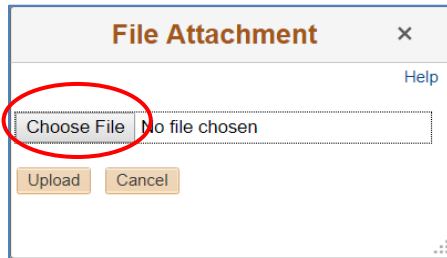 File Attachment ×
Help
Choose File No file chosen
Upload Cancel